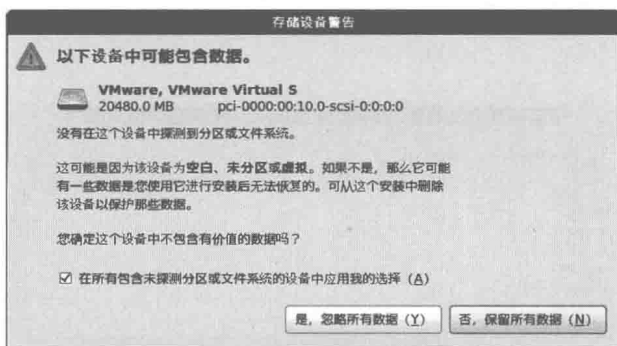 存储设备警告
以下设备中可能包含数据。
VMware, VMware Virtual S
20480.0 MB pci-0000:00:10.0-scsi-0:0:0:0
没有在这个设备中探测到分区或文件系统。
这可能是因为该设备为空白、未分区或虚拟。如果不是，那么它可能
有一些数据是您使用它进行安装后无法恢复的。可从这个安装中删除
该设备以保护那些数据。
您确定这个设备中不包含有价值的数据吗？
在所有包含未探测分区或文件系统的设备中应用我的选择 (A)
是，忽略所有数据 (Y)
否，保留所有数据 (N)